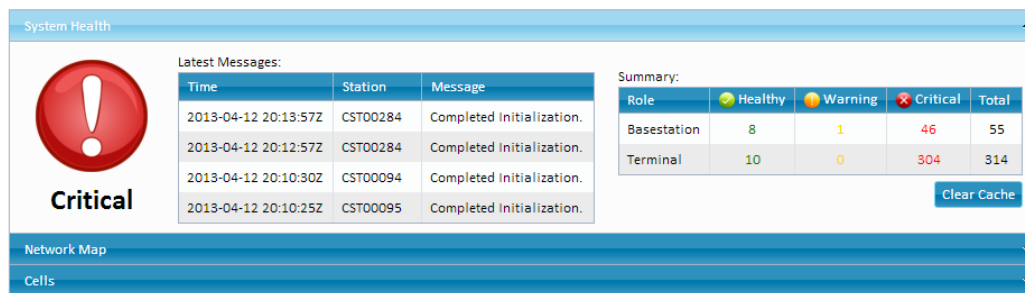 System Health
Critical
Latest Messages:
Time Station Message
2013-04-12 20:13:57Z CST00284 Completed Initialization.
2013-04-12 20:12:57Z CST00284 Completed Initialization.
2013-04-12 20:10:30Z CST00094 Completed Initialization.
2013-04-12 20:10:25Z CST00095 Completed Initialization.
Summary:
Role Healthy Warning Critical Total
Basestation 8 1 46 55
Terminal 10 0 304 314
Clear Cache
Network Map
Cells